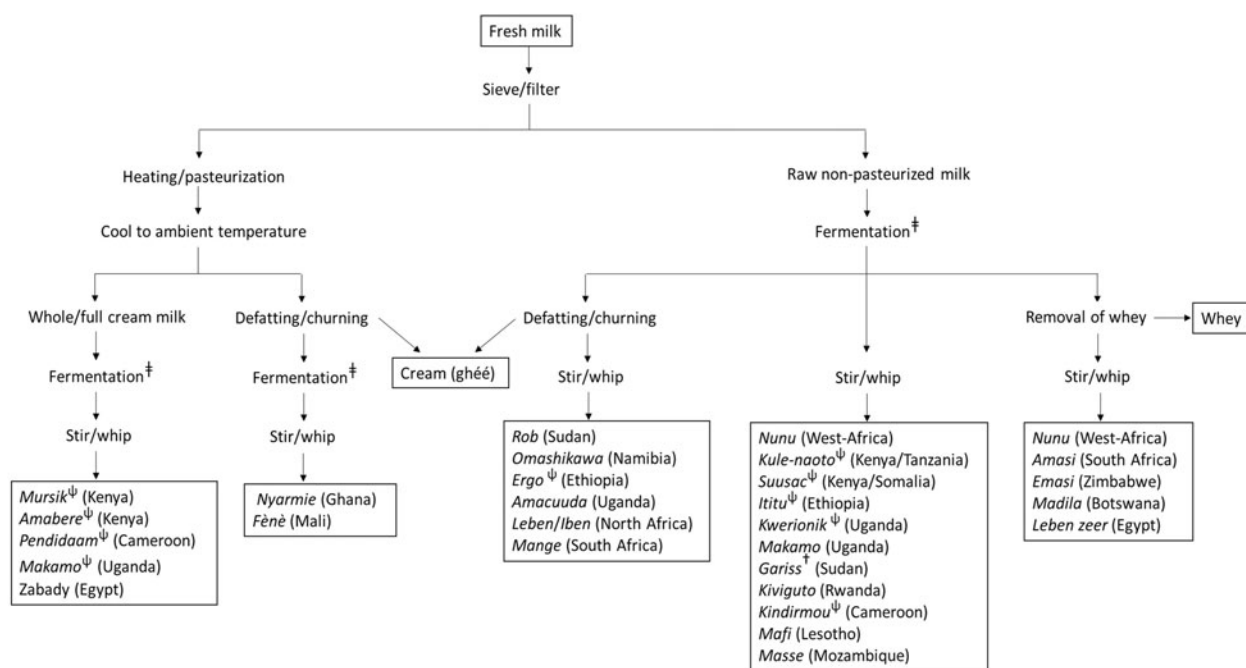 Fresh milk
Sieve/filter
Heating/pasteurization
Raw non-pasteurized milk
Cool to ambient temperature
Fermentation‡
Whole/full cream milk
Defatting/churning
Defatting/churning
Removal of whey
Whey
Fermentation‡
Fermentation‡
Cream (ghéé)
Stir/whip
Stir/whip
Stir/whip
Stir/whip
Stir/whip
Mursikψ (Kenya)
Amabereψ (Kenya)
Pendidaamψ (Cameroon)
Makamoψ (Uganda)
Zabady (Egypt)
Nyarmie (Ghana)
Fènè (Mali)
Rob (Sudan)
Omashikawa (Namibia)
Ergoψ (Ethiopia)
Amacuuda (Uganda)
Leben/Iben (North Africa)
Mange (South Africa)
Nunu (West-Africa)
Kule-naotoψ (Kenya/Tanzania)
Suusacψ (Kenya/Somalia)
Itituψ (Ethiopia)
Kwerionikψ (Uganda)
Makamo (Uganda)
Gariss† (Sudan)
Kiviguto (Rwanda)
Kindirmouψ (Cameroon)
Mafi (Lesotho)
Masse (Mozambique)
Nunu (West-Africa)
Amasi (South Africa)
Emasi (Zimbabwe)
Madila (Botswana)
Leben zeer (Egypt)